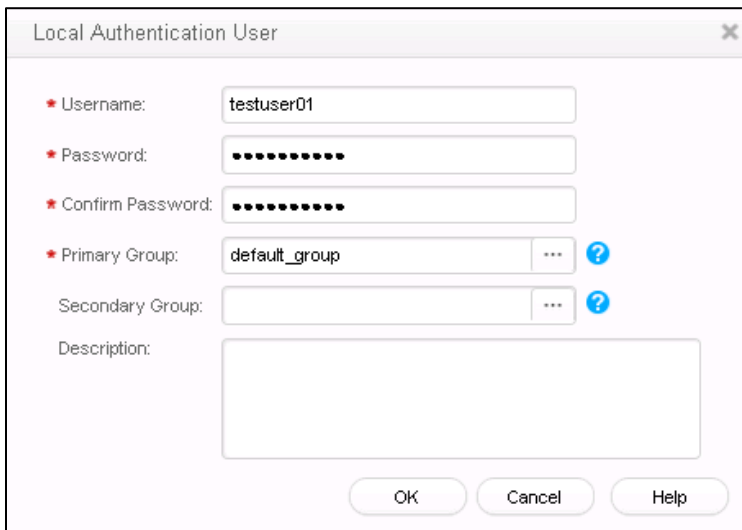 Local Authentication User
* Username: testuser01
* Password: ••••••••••
* Confirm Password: ••••••••••
* Primary Group: default_group ... ?
Secondary Group: ... ?
Description:
OK Cancel Help